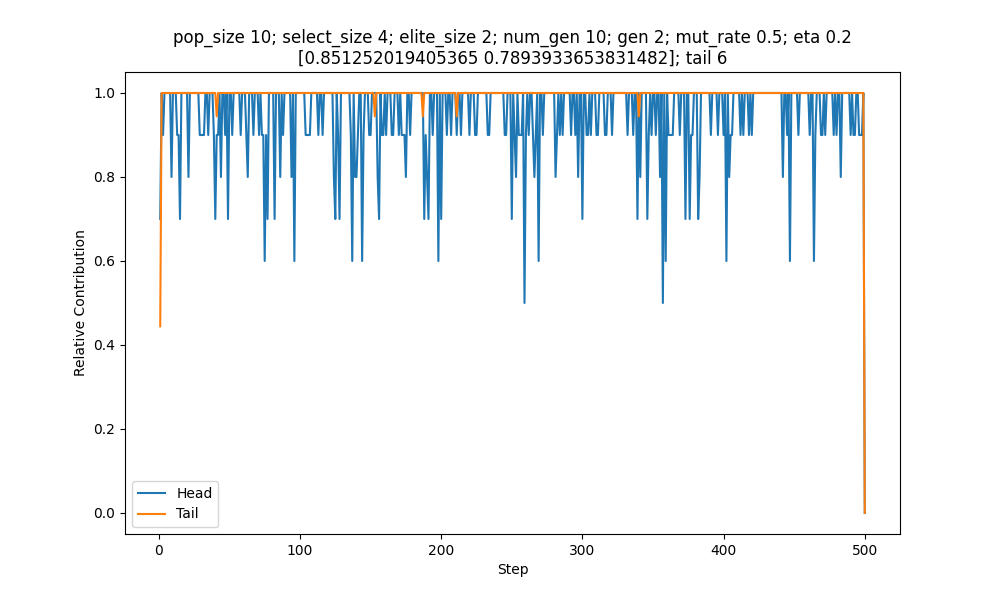 pop_size 10; select_size 4; elite_size 2; num_gen 10; gen 2; mut_rate 0.5; eta 0.2
[0.851252019405365 0.7893933653831482]; tail 6
1.0
0.8
0.6
0.4
0.2
0.0
Relative Contribution
Head
Tail
0
100
200
300
400
500
Step